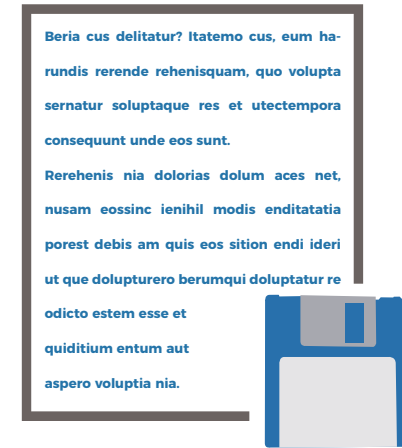 Beria cus delitatur? Itatemo cus, eum ha-
rundis rerende rehenisquam, quo volupta
sernatur soluptaque res et utectempora
consequunt unde eos sunt.
Rerehenis nia dolorias dolum aces net,
nusam eossinc ienihil modis enditatatia
porest debis am quis eos sition endi ideri
ut que dolupturero berumqui doluptatur re
odicto estem esse et
quiditium entum aut
aspero voluptia nia.